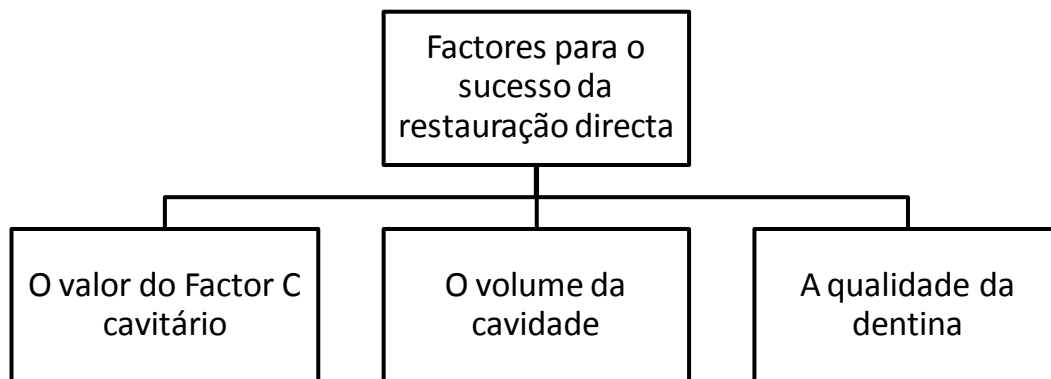 Factores para o
sucesso da
restauração directa
O valor do Factor C
cavitário
O volume da
cavidade
A qualidade da
dentina